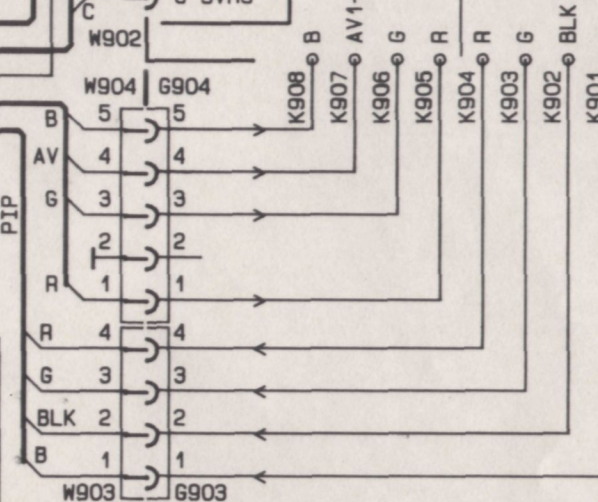 C
W902
B
AV1-
G
R
R
G
BLK
K908
K907
K906
K905
K904
K903
K902
K901
W904 G904
B 5 5
AV 4 4
G 3 3
2 2
R 1 1
PIP
R 4 4
G 3 3
BLK 2 2
B 1 1
W903 G903